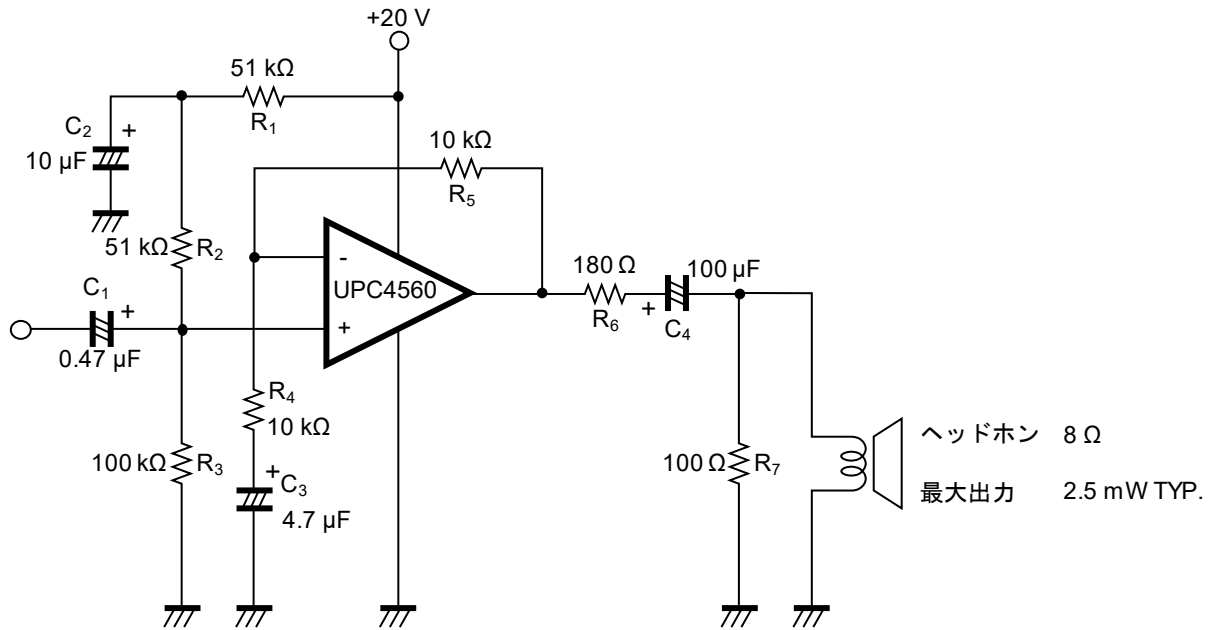 +20 V
51 kΩ
R1
C2
+
10 µF
10 kΩ
R5
51 kΩ
R2
-
UPC4560
+
180 Ω
R6
+
100 µF
C4
C1
+
0.47 µF
R4
10 kΩ
100 kΩ
R3
+
C3
4.7 µF
100 Ω
R7
ヘッドホン 8 Ω
最大出力 2.5 mW TYP.